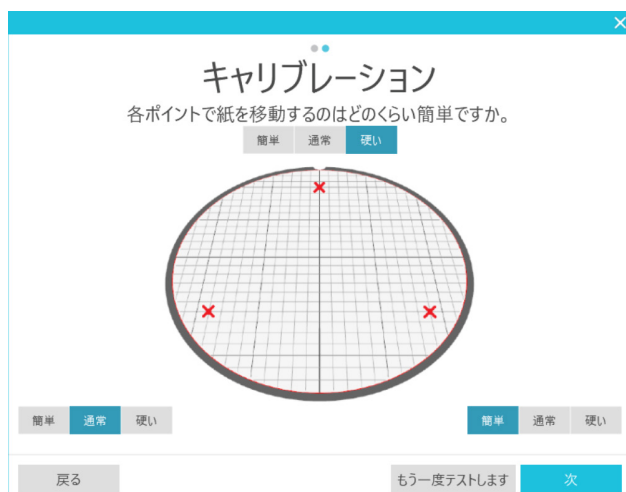 キャリブレーション
各ポイントで紙を移動するのはどのくらい簡単ですか。
簡単 通常 硬い
簡単 通常 硬い
簡単 通常 硬い
戻る
もう一度テストします
次